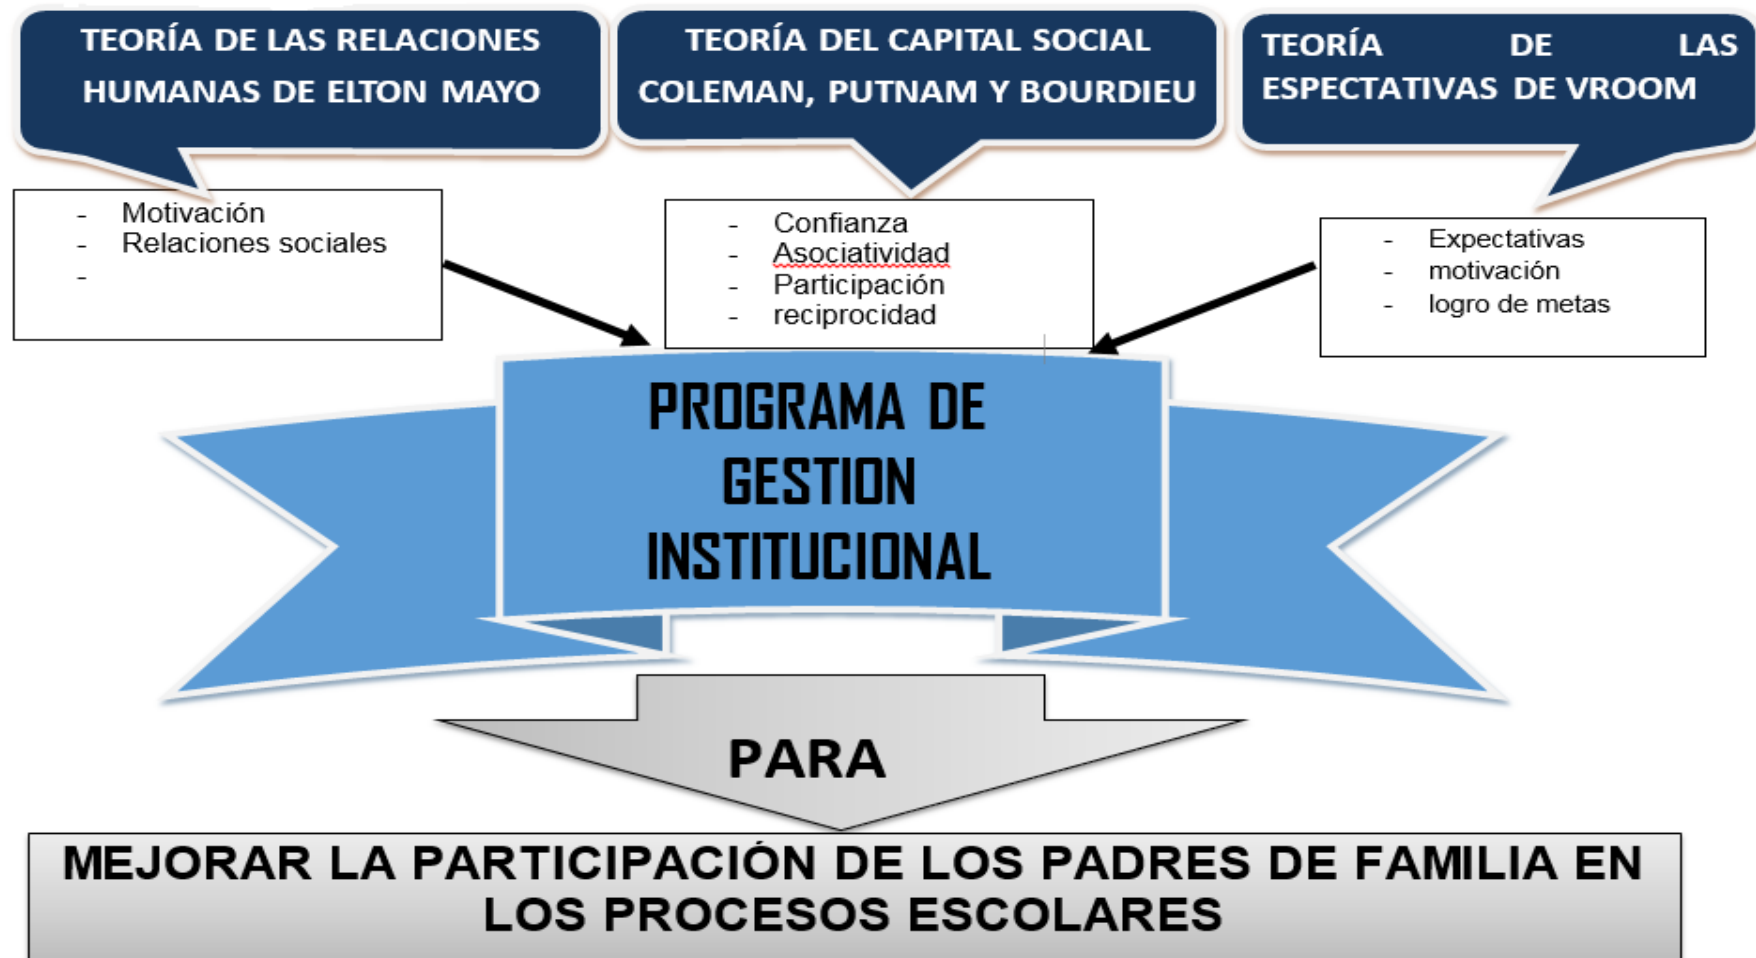 TEORÍA DE LAS RELACIONES
HUMANAS DE ELTON MAYO
TEORÍA DEL CAPITAL SOCIAL
COLEMAN, PUTNAM Y BOURDIEU
TEORÍA DE LAS
ESPECTATIVAS DE VROOM
- Motivación
- Relaciones sociales
-
- Confianza
- Asociatividad
- Participación
- reciprocidad
- Expectativas
- motivación
- logro de metas
PROGRAMA DE
GESTION
INSTITUCIONAL
PARA
MEJORAR LA PARTICIPACIÓN DE LOS PADRES DE FAMILIA EN
LOS PROCESOS ESCOLARES